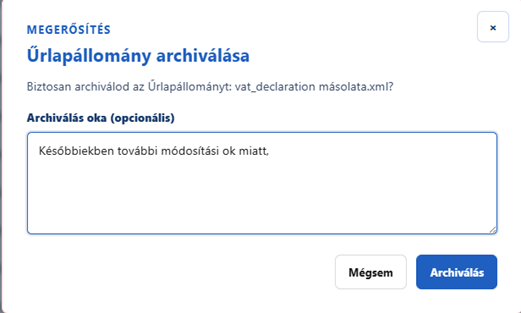 MEGERŐSÍTÉS
×
Űrlapállomány archiválása
Biztosan archiválod az Űrlapállományt: vat_declaration másolata.xml?
Archiválás oka (opcionális)
Későbbiekben további módosítási ok miatt,
Mégsem
Archiválás